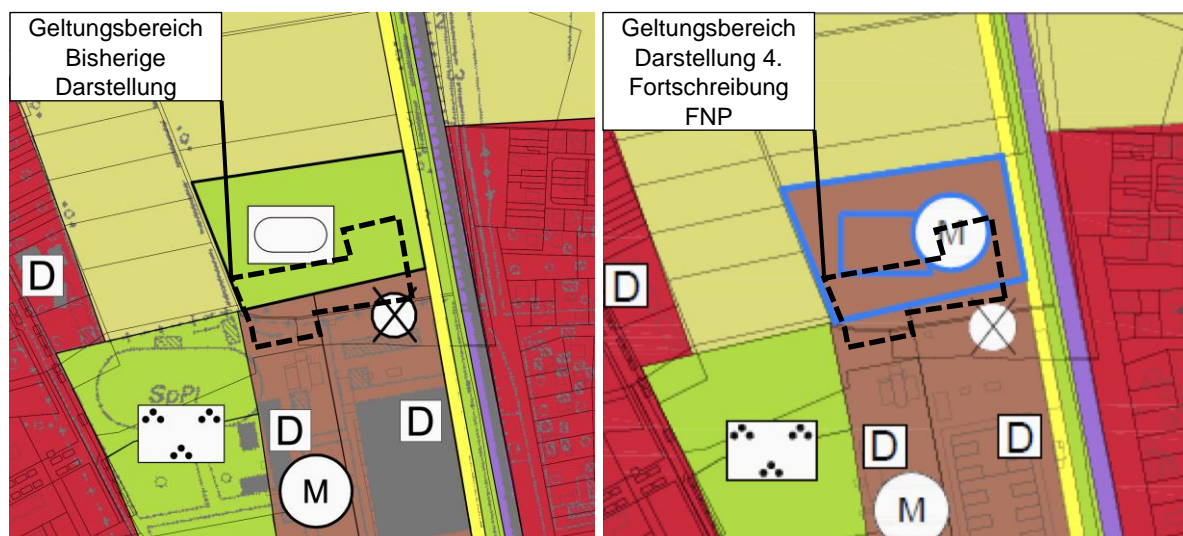 Geltungsbereich
Bisherige
Darstellung
D
SpPl
D
D
M
Geltungsbereich
Darstellung 4.
Fortschreibung
FNP
M
D
D
D
M